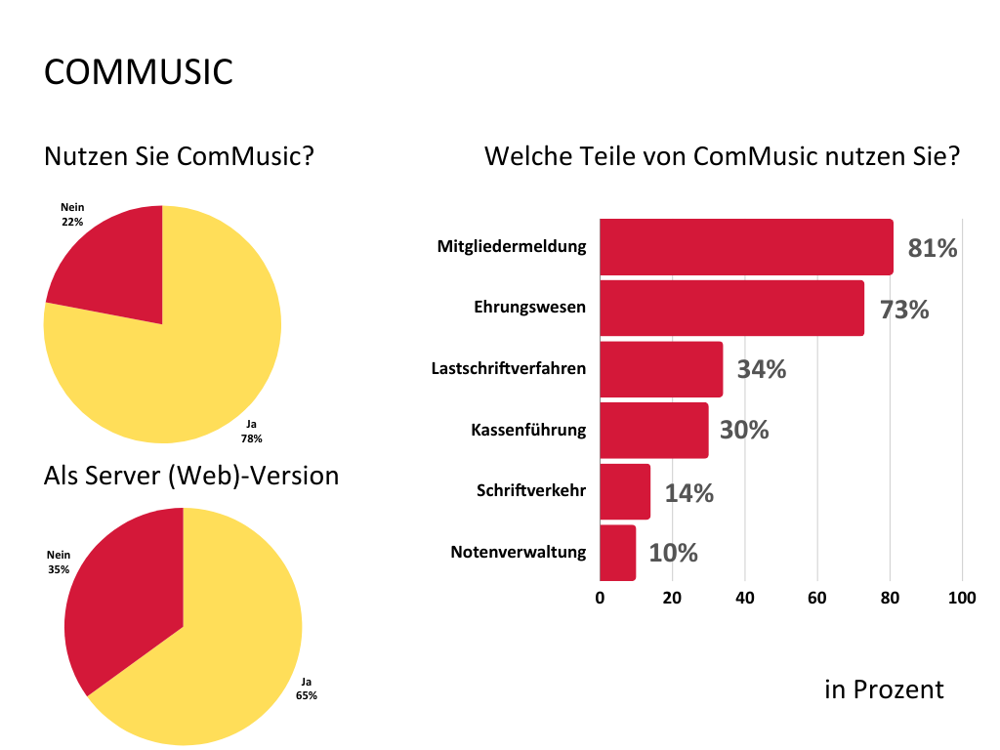 COMMUSIC
Nutzen Sie ComMusic?
Nein
22%
Ja
78%
Als Server (Web)-Version
Nein
35%
Ja
65%
Welche Teile von ComMusic nutzen Sie?
Mitgliedermeldung 81%
Ehrungswesen 73%
Lastschriftverfahren 34%
Kassenführung 30%
Schriftverkehr 14%
Notenverwaltung 10%
0 20 40 60 80 100
in Prozent